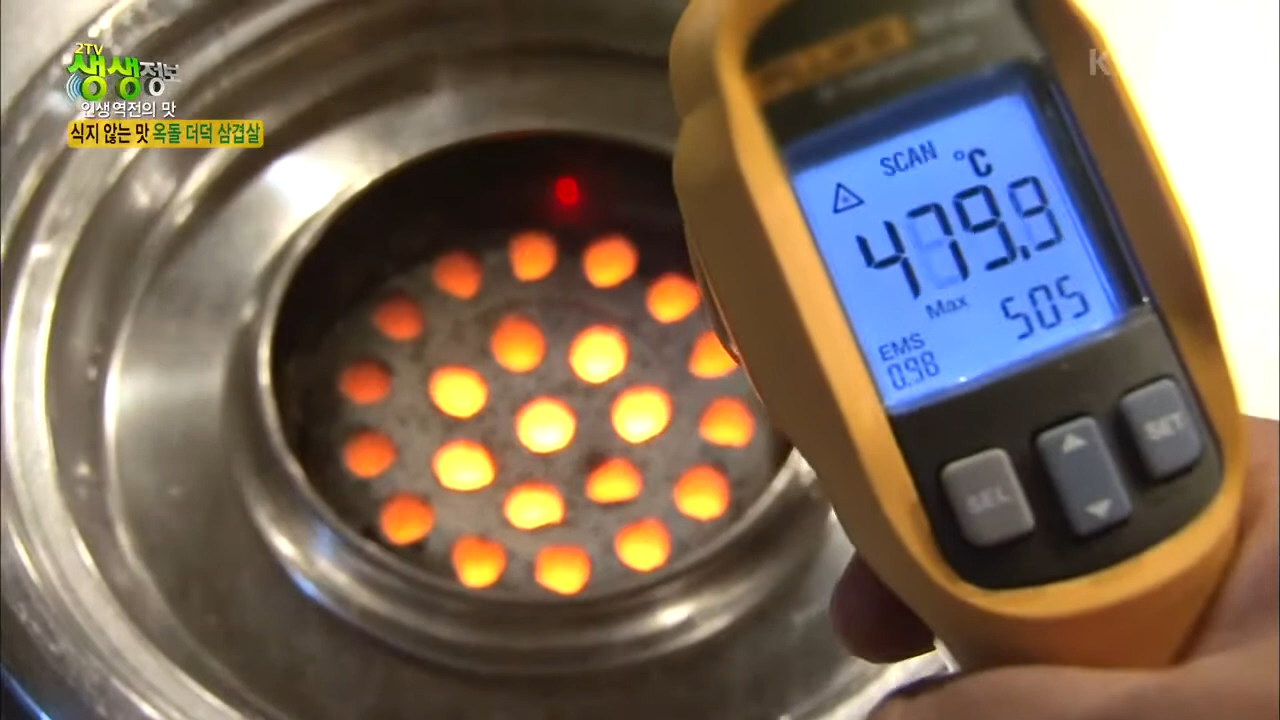 2TV
생생정보
인생역전의 맛
식지 않는 맛 옥돌 더덕 삼겹살
K
SCAN °C
479.9
Max 505
EMS
0.98
SEL
SET